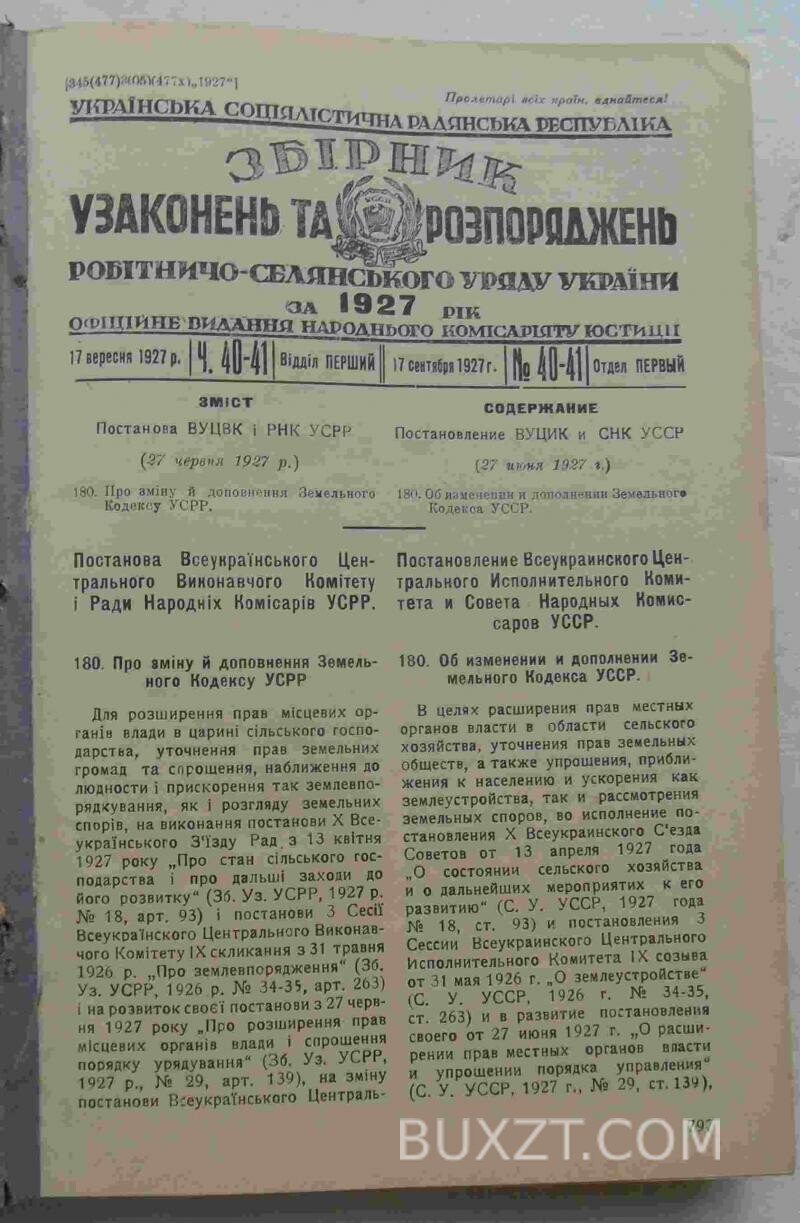 [345(477)3(05)(477x)„1927“]
Пролетарі всіх країн, єднайтеся!
УКРАЇНСЬКА СОЦІЯЛІСТИЧНА РАДЯНСЬКА РЕСПУБЛІКА
ЗБІРНИК
УЗАКОНЕНЬ ТА РОЗПОРЯДЖЕНЬ
РОБІТНИЧО-СЕЛЯНСЬКОГО УРЯДУ УКРАЇНИ
ЗА 1927 РІК
ОФІЦІЙНЕ ВИДАННЯ НАРОДНЬОГО КОМІСАРІЯТУ ЮСТИЦІЇ
17 вересня 1927 р. Ч. 40-41 Відділ ПЕРШИЙ 17 сентября 1927 г. № 40-41 Отдел ПЕРВЫЙ
ЗМІСТ
Постанова ВУЦВК і РНК УСРР
(27 червня 1927 р.)
180. Про зміну й доповнення Земельного
Кодексу УСРР.
СОДЕРЖАНИЕ
Постановление ВУЦИК и СНК УССР
(27 июня 1927 г.)
180. Об изменении и дополнении Земельного
Кодекса УССР.
Постанова Всеукраїнського Цен-
трального Виконавчого Комітету
і Ради Народніх Комісарів УСРР.
180. Про зміну й доповнення Земель-
ного Кодексу УСРР
Для розширення прав місцевих ор-
ганів влади в царині сільського госпо-
дарства, уточнення прав земельних
громад та спрощення, наближення до
людности і прискорення так землевпо-
рядкування, як і розгляду земельних
спорів, на виконання постанови X Все-
українського З'їзду Рад з 13 квітня
1927 року „Про стан сільського гос-
подарства і про дальші заходи до
його розвитку“ (Зб. Уз. УСРР, 1927 р.
№ 18, арт. 93) і постанови 3 Сесії
Всеукраїнського Центрального Виконав-
чого Комітету IX скликання з 31 травня
1926 р. „Про землевпорядження“ (Зб.
Уз. УСРР, 1926 р. № 34-35, арт. 263)
і на розвиток своєї постанови з 27 черв-
ня 1927 року „Про розширення прав
місцевих органів влади і спрощення
порядку урядування“ (Зб. Уз. УСРР,
1927 р., № 29, арт. 139), на зміну
постанови Всеукраїнського Централь-
Постановление Всеукраинского Цен-
трального Исполнительного Коми-
тета и Совета Народных Комис-
саров УССР.
180. Об изменении и дополнении Зе-
мельного Кодекса УССР.
В целях расширения прав местных
органов власти в области сельского
хозяйства, уточнения прав земельных
обществ, а также упрошения, прибли-
жения к населению и ускорения как
землеустройства, так и рассмотрения
земельных споров, во исполнение по-
становления X Всеукраинского С'езда
Советов от 13 апреля 1927 года
„О состоянии сельского хозяйства
и о дальнейших мероприятих к его
развитию“ (С. У. УССР, 1927 года
№ 18, ст. 93) и постановления 3
Сессии Всеукраинского Центрального
Исполнительного Комитета IX созыва
от 31 мая 1926 г. „О землеустройстве“
(С. У. УССР, 1926 г. № 34-35,
ст. 263) и в развитие постановления
своего от 27 июня 1927 г. „О расши-
рении прав местных органов власти
и упрошении порядка управления“
(С. У. УССР, 1927 г., № 29, ст. 139),
797
BUXZT.COM